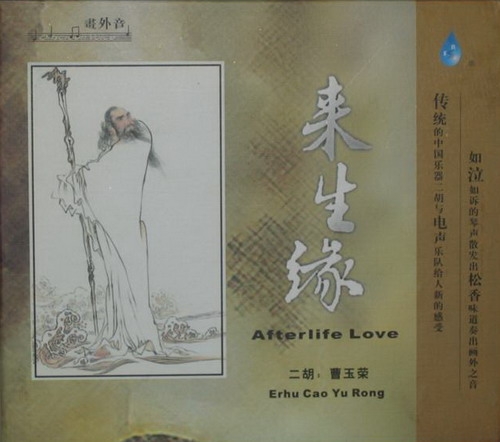 畫外音
来生缘
Afterlife Love
二胡：曹玉荣
Erhu Cao Yu Rong
如泣如诉的琴声散发出松香味道奏出画外之音
传统的中国乐器二胡与电声乐队给人新的感受